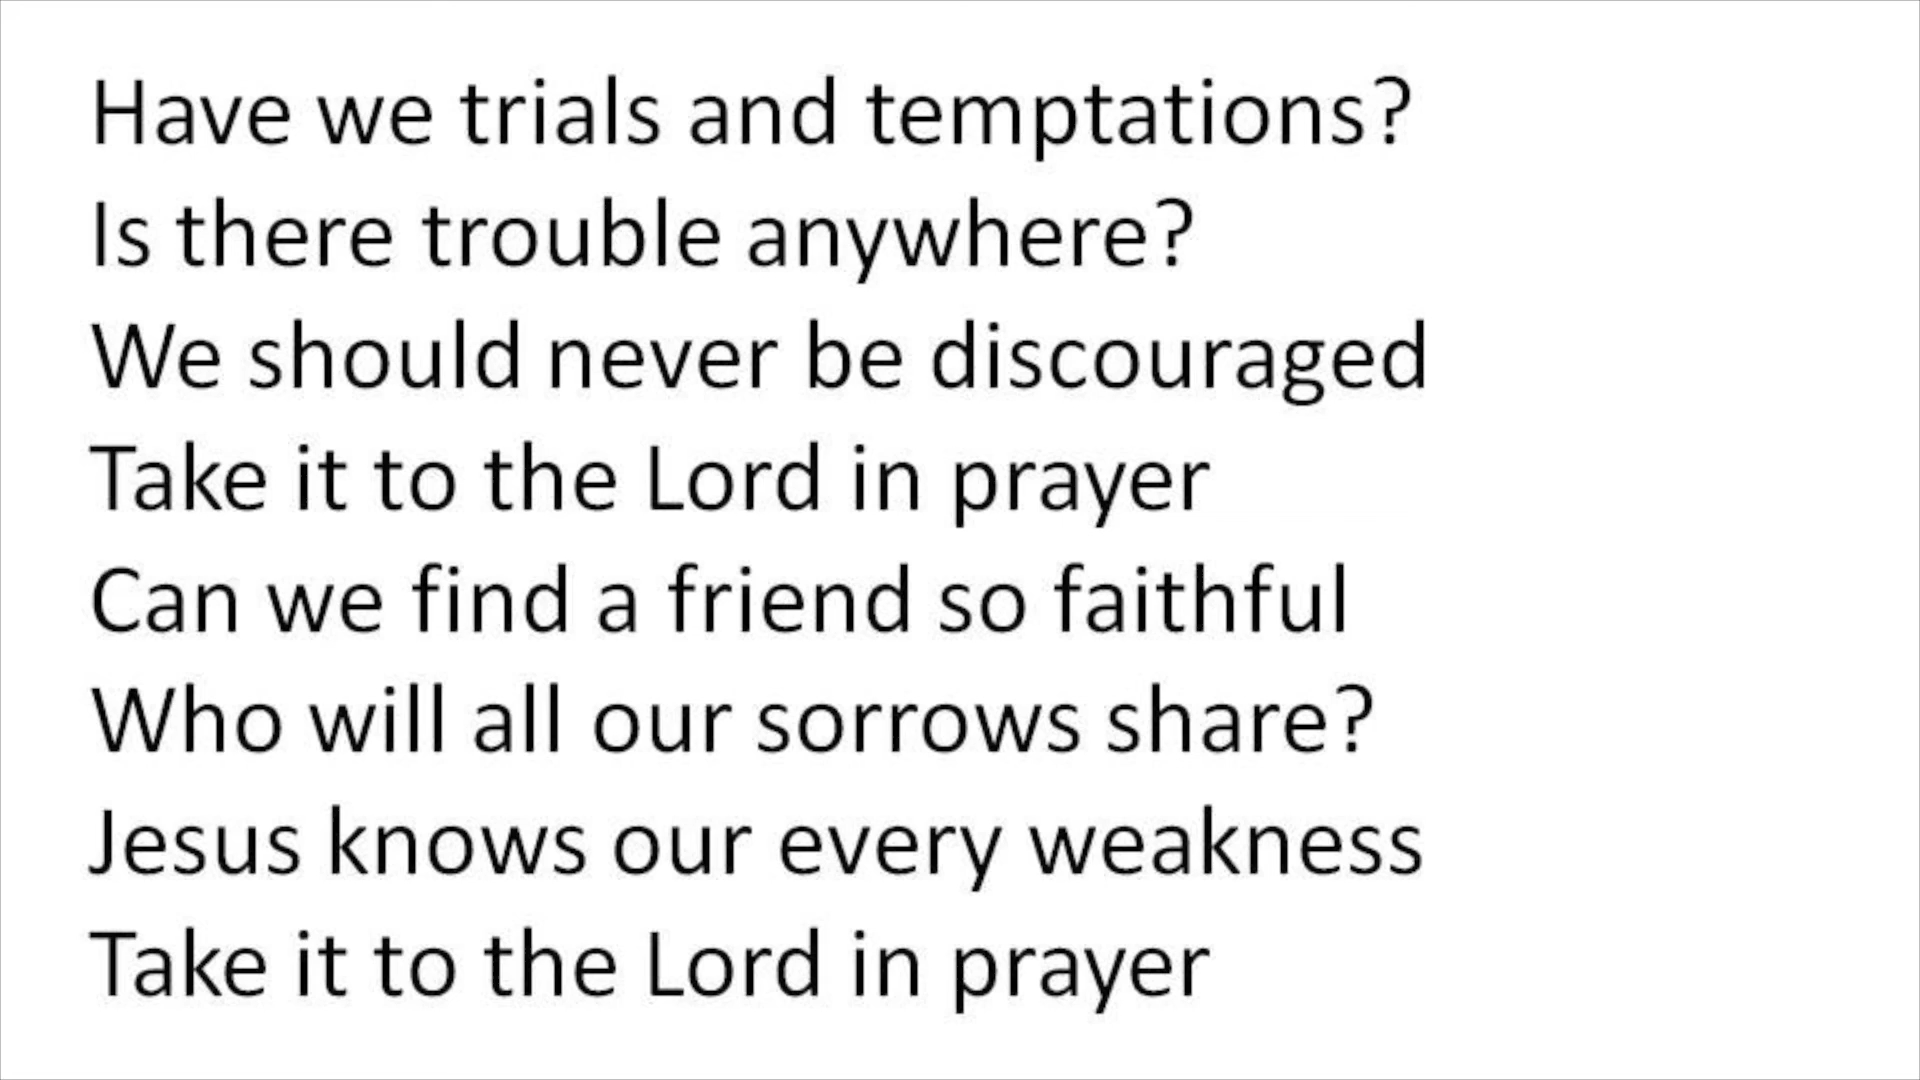 Have we trials and temptations?
Is there trouble anywhere?
We should never be discouraged
Take it to the Lord in prayer
Can we find a friend so faithful
Who will all our sorrows share?
Jesus knows our every weakness
Take it to the Lord in prayer